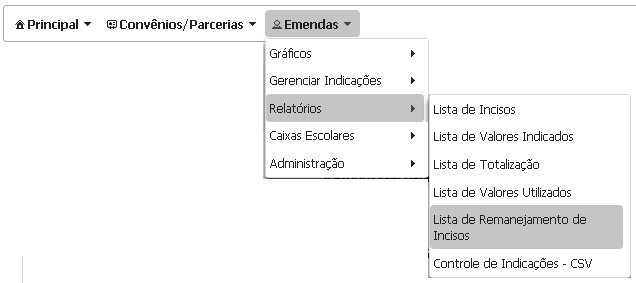 Principal
Convênios/Parcerias
Emendas
Gráficos
Gerenciar Indicações
Relatórios
Caixas Escolares
Administração
Lista de Incisos
Lista de Valores Indicados
Lista de Totalização
Lista de Valores Utilizados
Lista de Remanejamento de
Incisos
Controle de Indicações - CSV